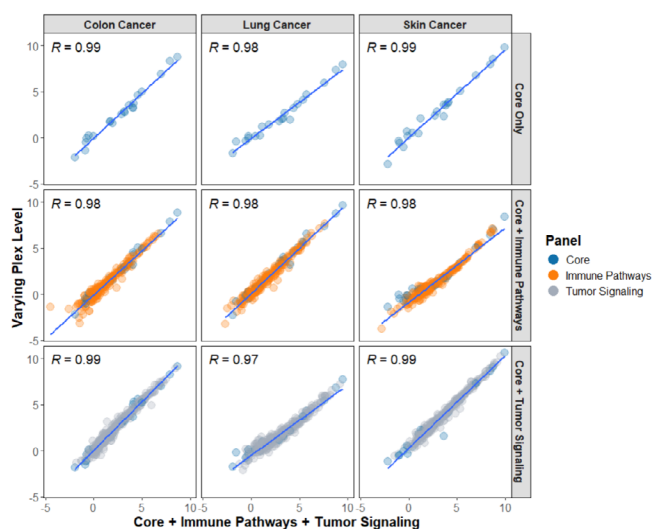 Colon Cancer Lung Cancer Skin Cancer
R = 0.99 R = 0.98 R = 0.99
Core Only
10
5
0
-5
R = 0.98 R = 0.98 R = 0.98
Core + Immune Pathways
10
5
0
-5
R = 0.99 R = 0.97 R = 0.99
Core + Tumor Signaling
10
5
0
-5
-5 0 5 10 -5 0 5 10 -5 0 5 10
Varying Plex Level
Core + Immune Pathways + Tumor Signaling
Panel
Core
Immune Pathways
Tumor Signaling